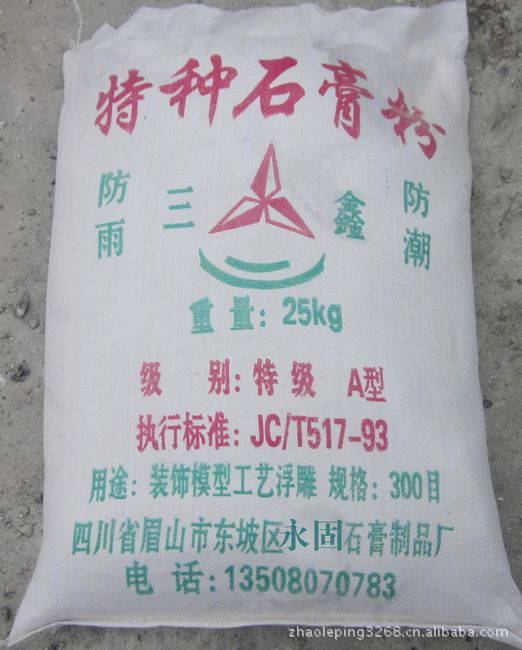 特种石膏粉
防雨 三鑫 防潮
重量：25kg
级 别：特级 A型
执行标准：JC/T517-93
用途：装饰模型工艺浮雕 规格：300目
四川省眉山市东坡区永固石膏制品厂
电 话：13508070783
zhaoleping3268.cn.alibaba.com